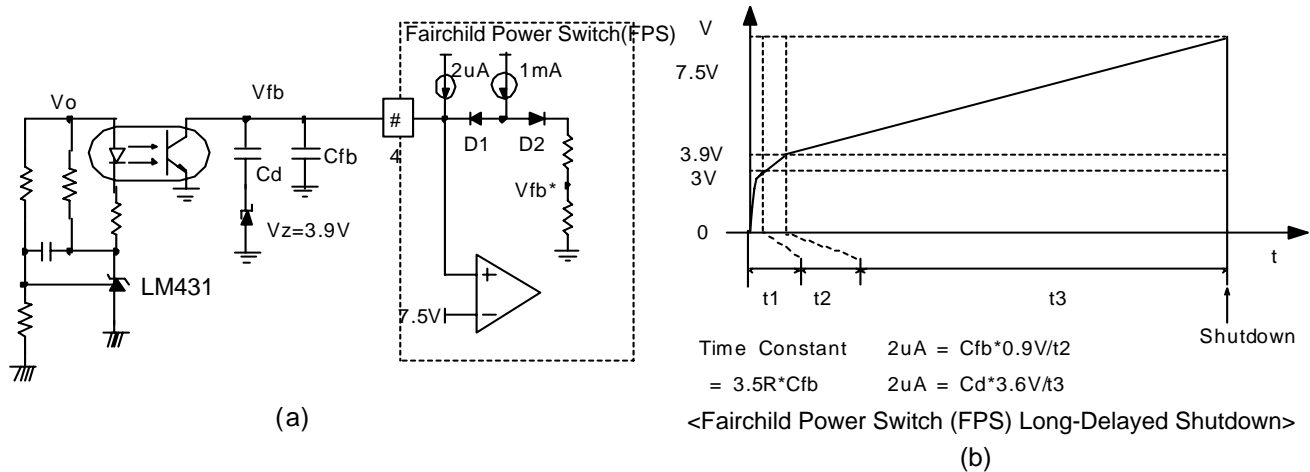 Fairchild Power Switch(FPS)
2uA
1mA
Vo
Vfb
#
4
D1
D2
Cd
Cfb
Vfb*
Vz=3.9V
LM431
7.5V
(a)
V
7.5V
3.9V
3V
0
t
t1
t2
t3
Shutdown
Time Constant
= 3.5R*Cfb
2uA = Cfb*0.9V/t2
2uA = Cd*3.6V/t3
<Fairchild Power Switch (FPS) Long-Delayed Shutdown>
(b)